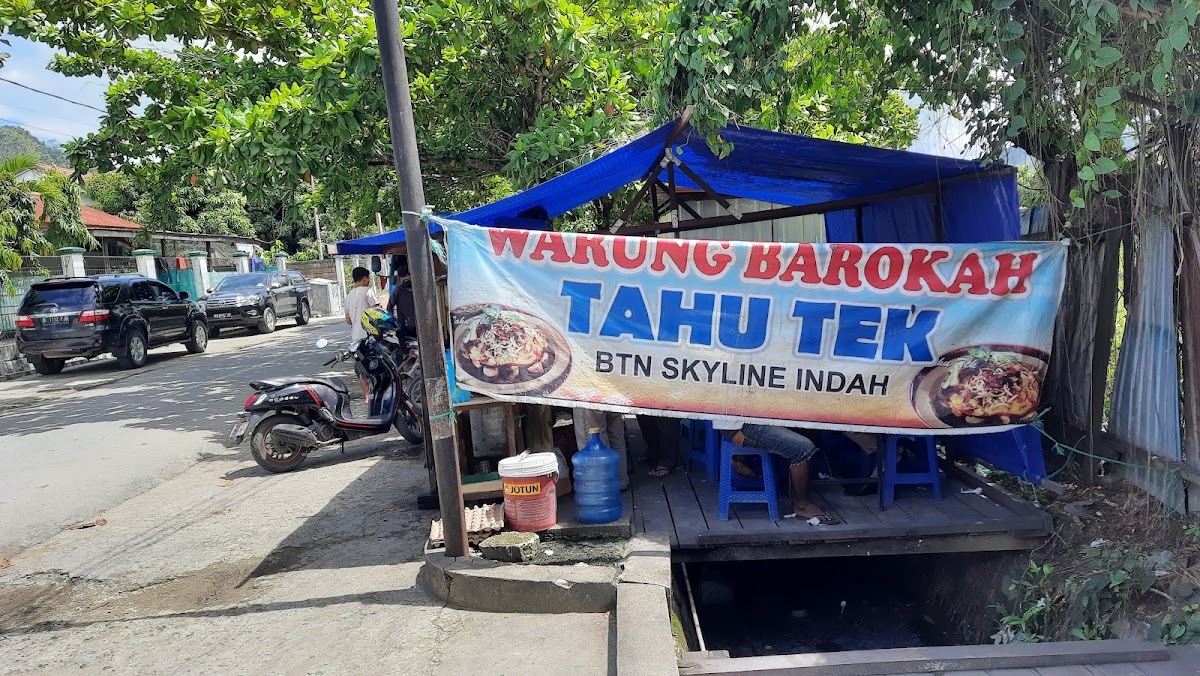 WARUNG BAROKAH
TAHU TEK
BTN SKYLINE INDAH
JOTUN